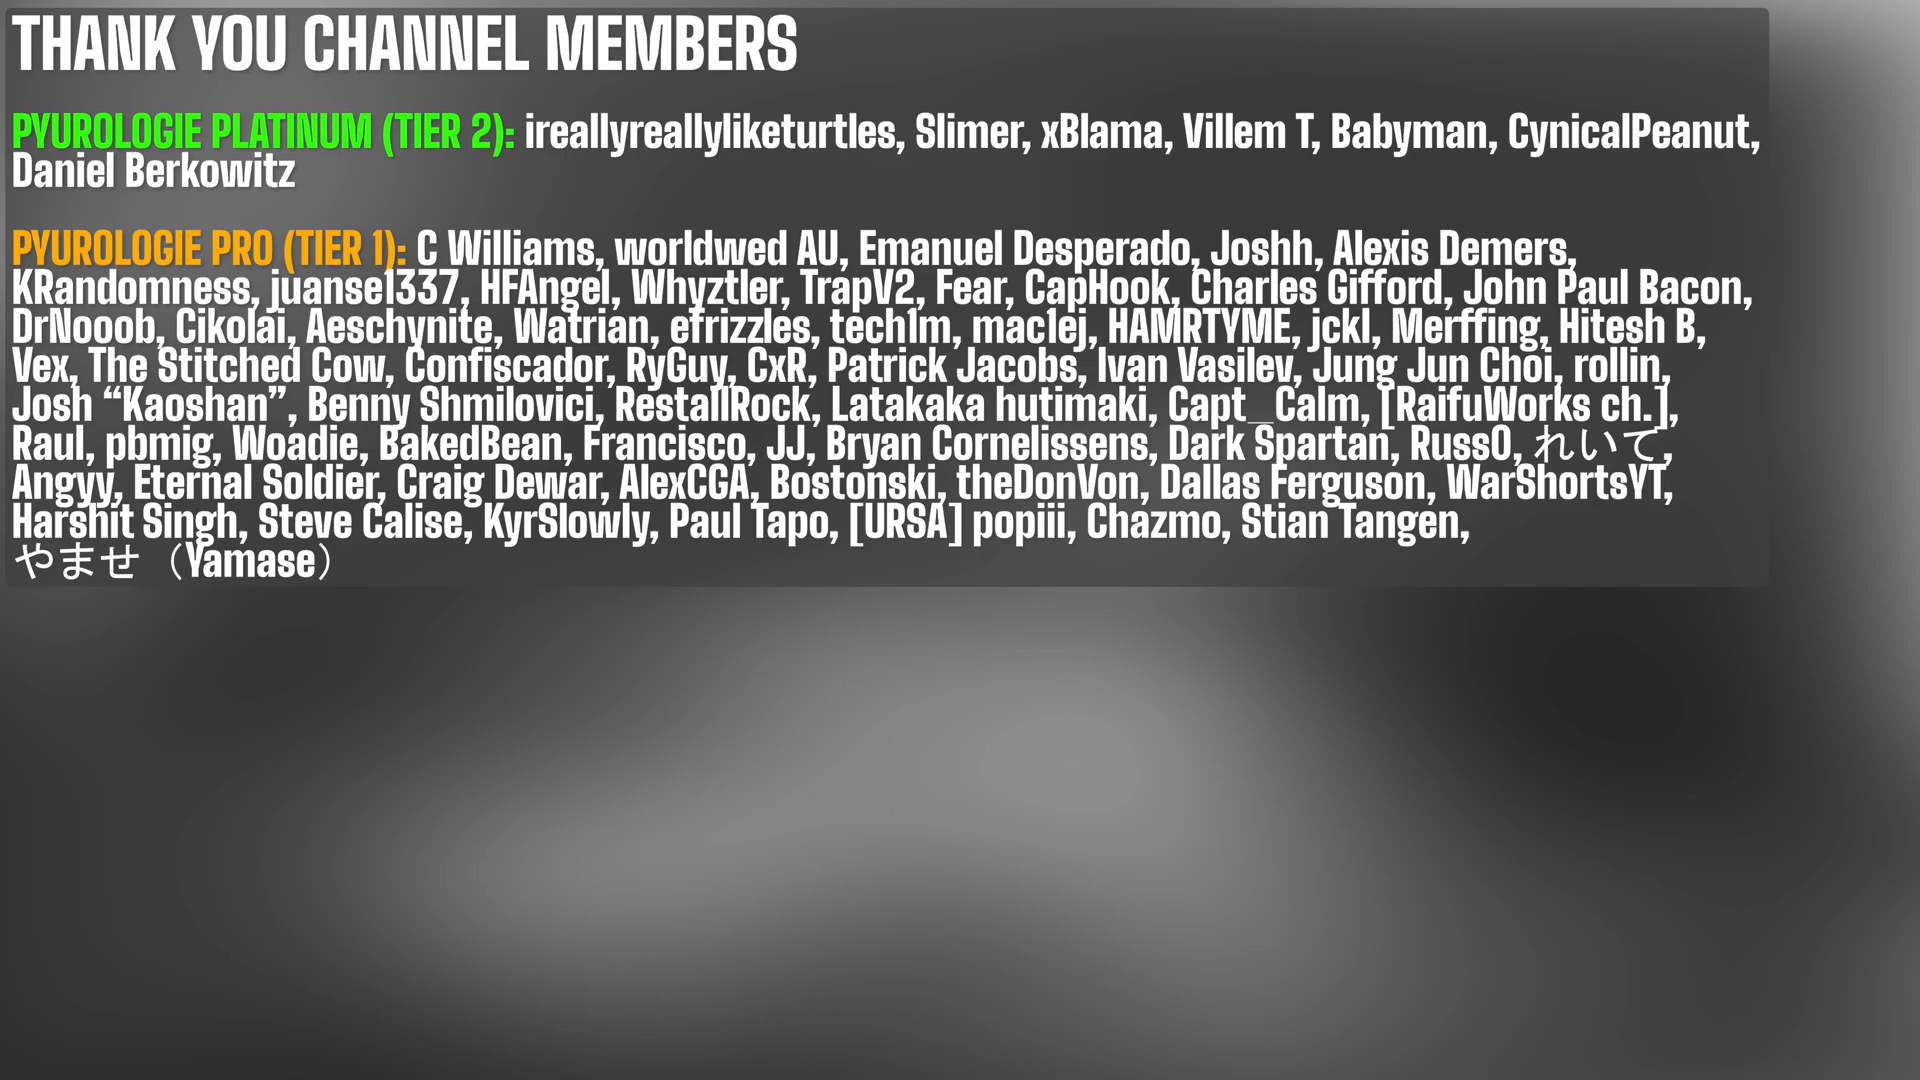 THANK YOU CHANNEL MEMBERS
PYUROLOGIE PLATINUM (TIER 2): ireallyreallyliketurtles, Slimer, xBlama, Villem T, Babyman, CynicalPeanut,
Daniel Berkowitz
PYUROLOGIE PRO (TIER 1): C Williams, worldwed AU, Emanuel Desperado, Joshh, Alexis Demers,
KRandomness, juanse1337, HFAngel, Whyztler, TrapV2, Fear, CapHook, Charles Gifford, John Paul Bacon,
DrNooob, Cikolai, Aeschynite, Watrian, efrizzles, tech1m, mac1ej, HAMRTYME, jckl, Merffing, Hitesh B,
Vex, The Stitched Cow, Confiscador, RyGuy, CxR, Patrick Jacobs, Ivan Vasilev, Jung Jun Choi, rollin,
Josh “Kaoshan”, Benny Shmilovici, RestallRock, Latakaka hutimaki, Capt_Calm, [RaifuWorks ch.],
Raul, pbmig, Woadie, BakedBean, Francisco, JJ, Bryan Cornelissens, Dark Spartan, RussO, れいて,
Angyy, Eternal Soldier, Craig Dewar, AlexCGA, Bostonski, theDonVon, Dallas Ferguson, WarShortsYT,
Harshit Singh, Steve Calise, KyrSlowly, Paul Tapo, [URSA] popiii, Chazmo, Stian Tangen,
やませ（Yamase）